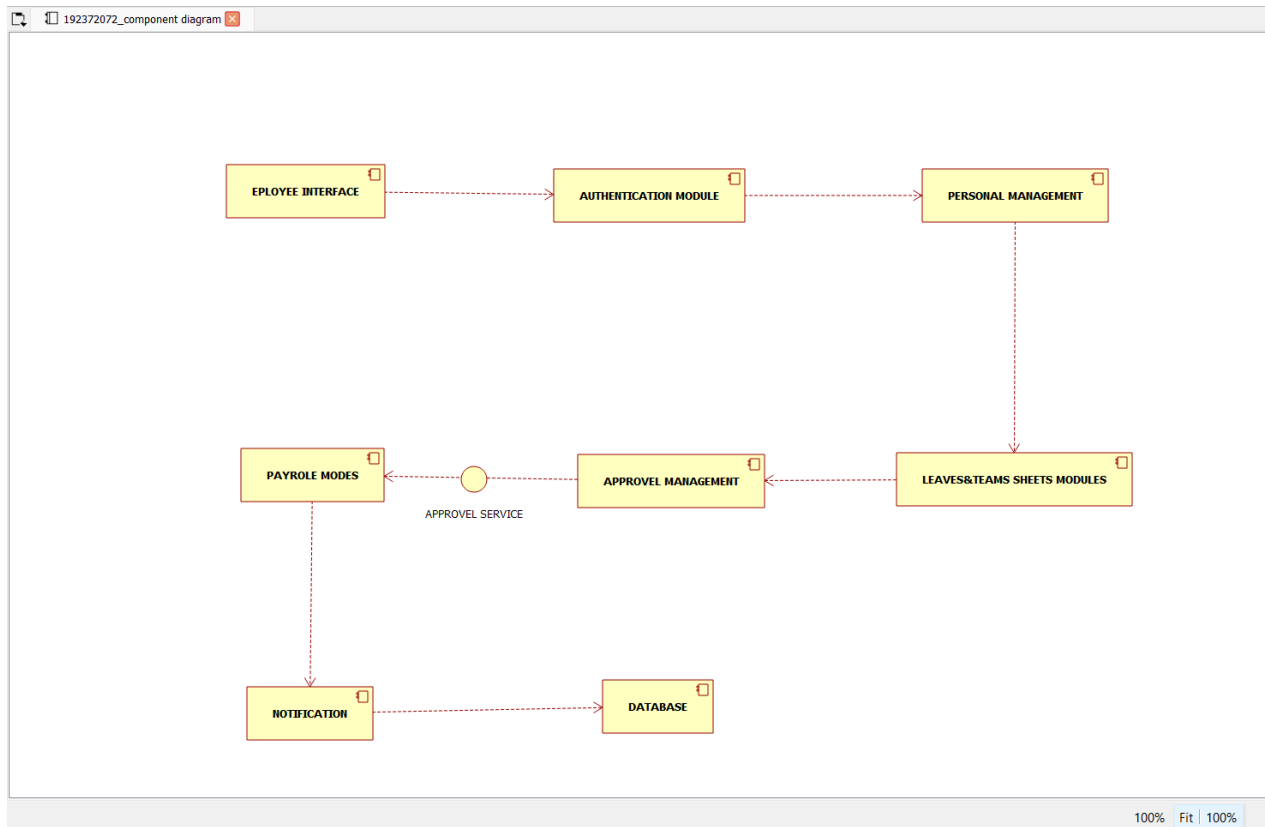 192372072_component diagram
EPLOYEE INTERFACE
AUTHENTICATION MODULE
PERSONAL MANAGEMENT
PAYROLE MODES
APPROVEL SERVICE
APPROVEL MANAGEMENT
LEAVES&TEAMS SHEETS MODULES
NOTIFICATION
DATABASE
100% Fit 100%